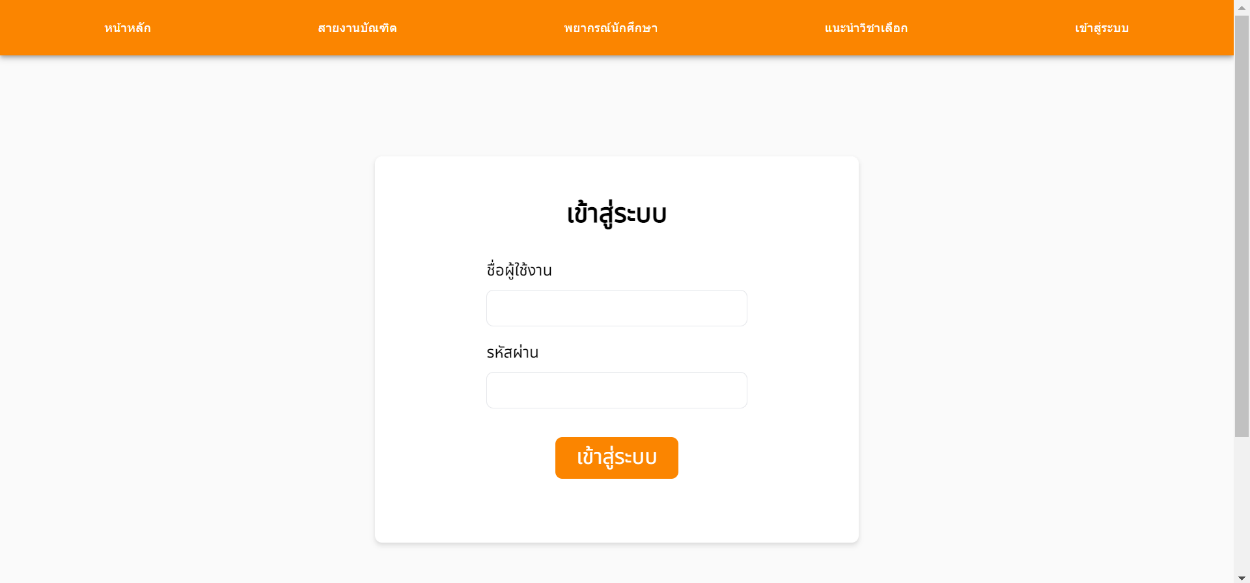 หน้าหลัก สายงานบัณฑิต พยากรณ์นักศึกษา แนะนำวิชาเลือก เข้าสู่ระบบ
เข้าสู่ระบบ
ชื่อผู้ใช้งาน
รหัสผ่าน
เข้าสู่ระบบ